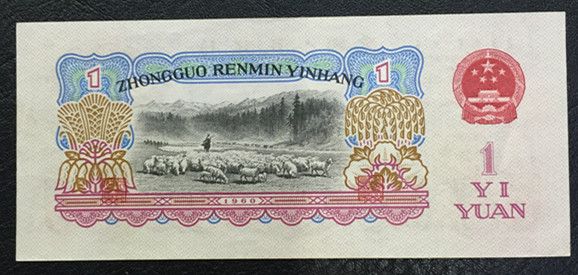 1
ZHONGGUO RENMIN YINHANG
1
1960
1
YI
YUAN